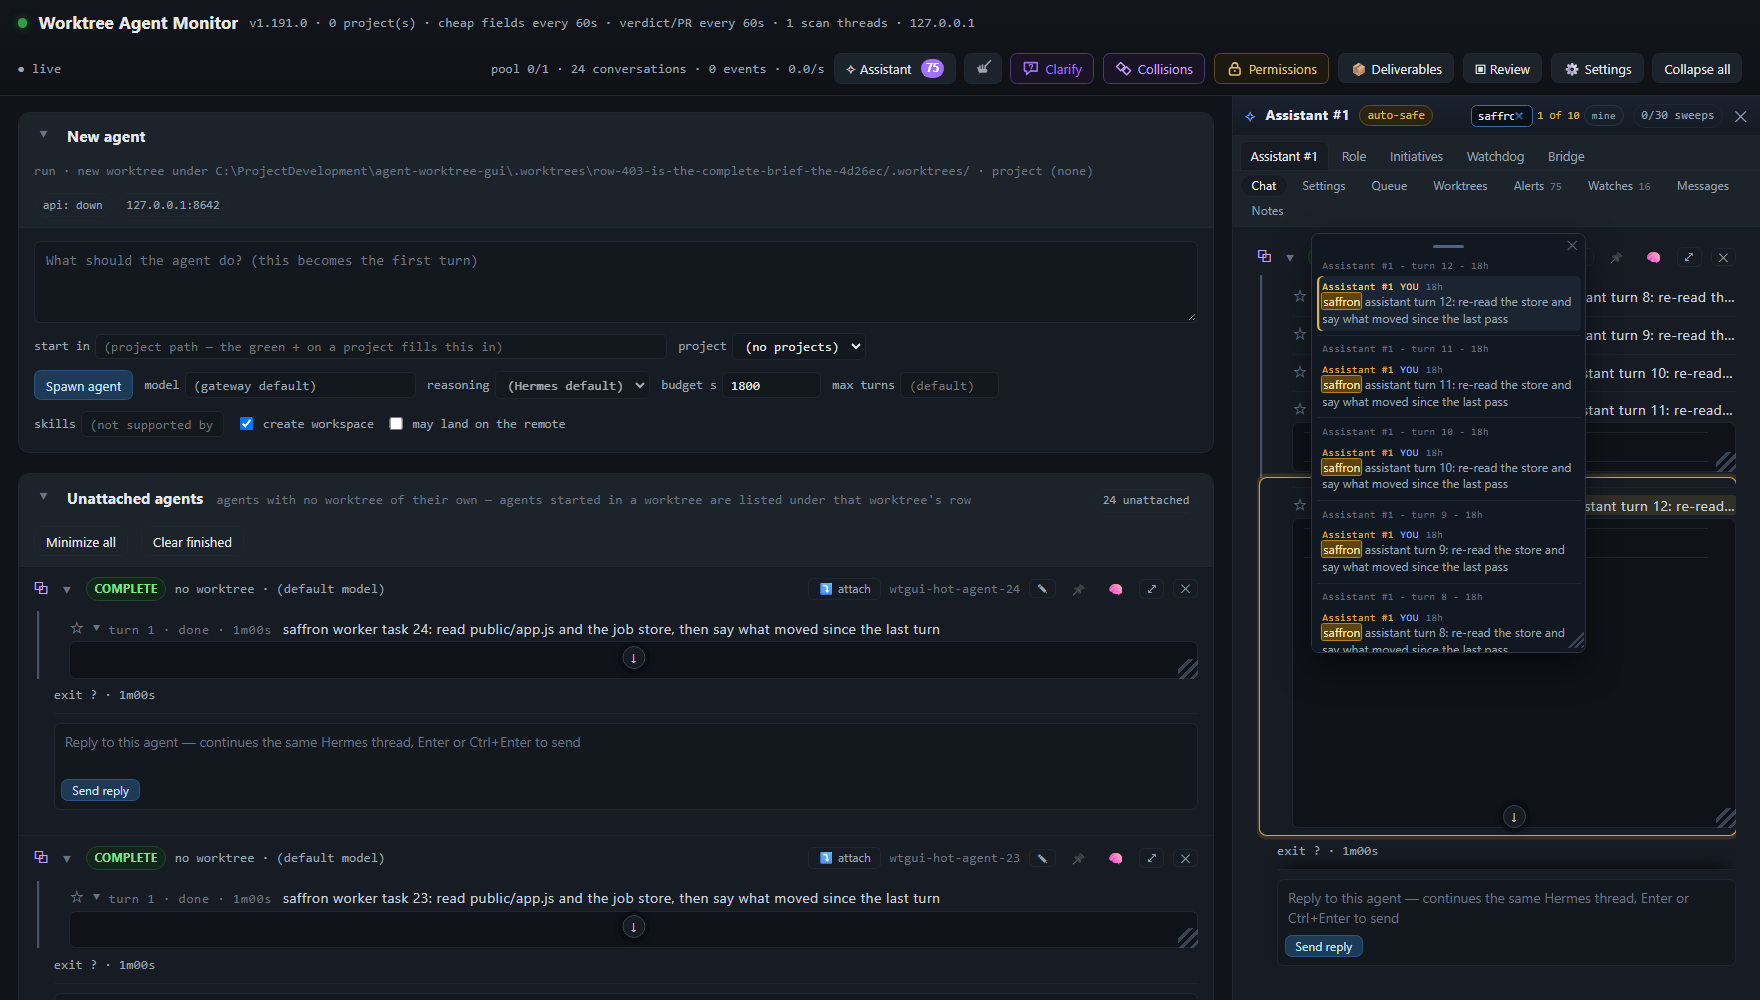 Worktree Agent Monitor v1.191.0 · 0 project(s) · cheap fields every 60s · verdict/PR every 60s · 1 scan threads · 127.0.0.1
live
pool 0/1 · 24 conversations · 0 events · 0.0/s
Assistant 75
Clarify
Collisions
Permissions
Deliverables
Review
Settings
Collapse all
New agent
run · new worktree under C:\ProjectDevelopment\agent-worktree-gui\.worktrees\row-403-is-the-complete-brief-the-4d26ec/.worktrees/ · project (none)
api: down 127.0.0.1:8642
What should the agent do? (this becomes the first turn)
start in (project path — the green + on a project fills this in) project (no projects)
Spawn agent model (gateway default) reasoning (Hermes default) budget s 1800 max turns (default)
skills (not supported by create workspace may land on the remote
Unattached agents agents with no worktree of their own — agents started in a worktree are listed under that worktree's row 24 unattached
Minimize all Clear finished
COMPLETE no worktree · (default model) attach wtgui-hot-agent-24
turn 1 · done · 1m00s saffron worker task 24: read public/app.js and the job store, then say what moved since the last turn
exit ? · 1m00s
Reply to this agent — continues the same Hermes thread, Enter or Ctrl+Enter to send
Send reply
COMPLETE no worktree · (default model) attach wtgui-hot-agent-23
turn 1 · done · 1m00s saffron worker task 23: read public/app.js and the job store, then say what moved since the last turn
exit ? · 1m00s
Assistant #1 auto-safe saffro 1 of 10 mine 0/30 sweeps
Assistant #1 Role Initiatives Watchdog Bridge
Chat Settings Queue Worktrees Alerts 75 Watches 16 Messages
Notes
Assistant #1 - turn 12 - 18h
Assistant #1 YOU 18h
saffron assistant turn 12: re-read the store and
say what moved since the last pass
Assistant #1 - turn 11 - 18h
Assistant #1 YOU 18h
saffron assistant turn 11: re-read the store and
say what moved since the last pass
Assistant #1 - turn 10 - 18h
Assistant #1 YOU 18h
saffron assistant turn 10: re-read the store and
say what moved since the last pass
Assistant #1 - turn 9 - 18h
Assistant #1 YOU 18h
saffron assistant turn 9: re-read the store and
say what moved since the last pass
Assistant #1 - turn 8 - 18h
Assistant #1 YOU 18h
saffron assistant turn 8: re-read the store and
say what moved since the last pass
ant turn 8: re-read th...
ant turn 9: re-read th...
stant turn 10: re-read...
stant turn 11: re-read...
stant turn 12: re-read...
exit ? · 1m00s
Reply to this agent — continues the same Hermes thread, Enter or
Ctrl+Enter to send
Send reply